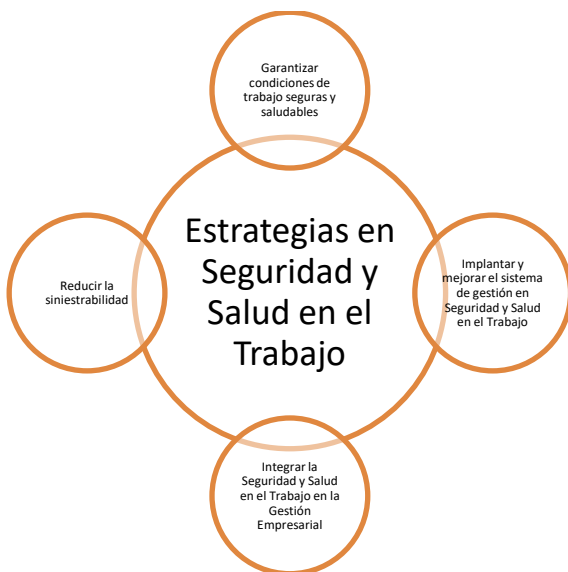 Garantizar
condiciones de
trabajo seguras y
saludables
Estrategias en
Seguridad y
Salud en el
Trabajo
Implantar y
mejorar el sistema
de gestión en
Seguridad y Salud
en el Trabajo
Reducir la
siniestrabilidad
Integrar la
Seguridad y Salud
en el Trabajo en la
Gestión
Empresarial